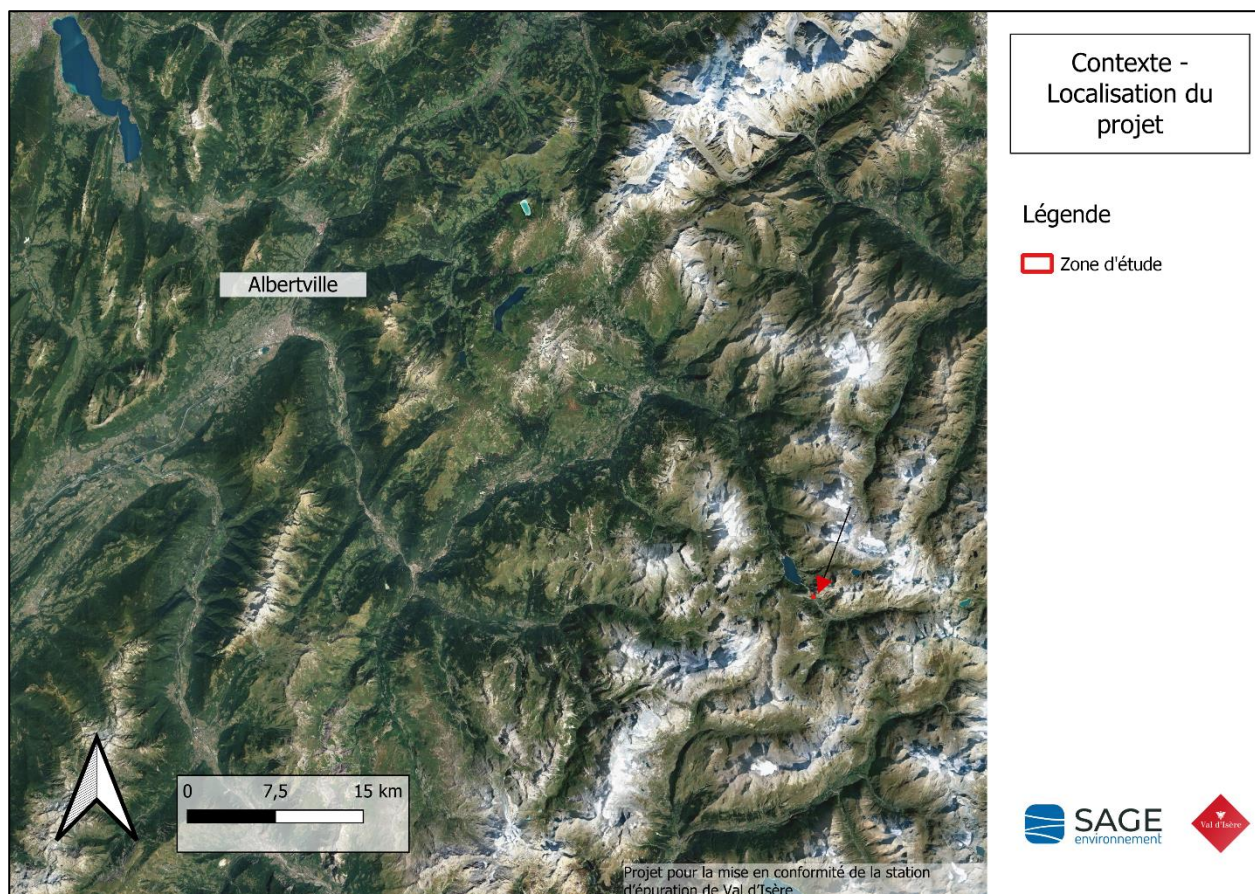 Contexte -
Localisation du
projet
Légende
Zone d'étude
Albertville
0 7,5 15 km
Projet pour la mise en conformité de la station
d'épuration de Val d'Isère
SAGE
environnement
Val d'Isère